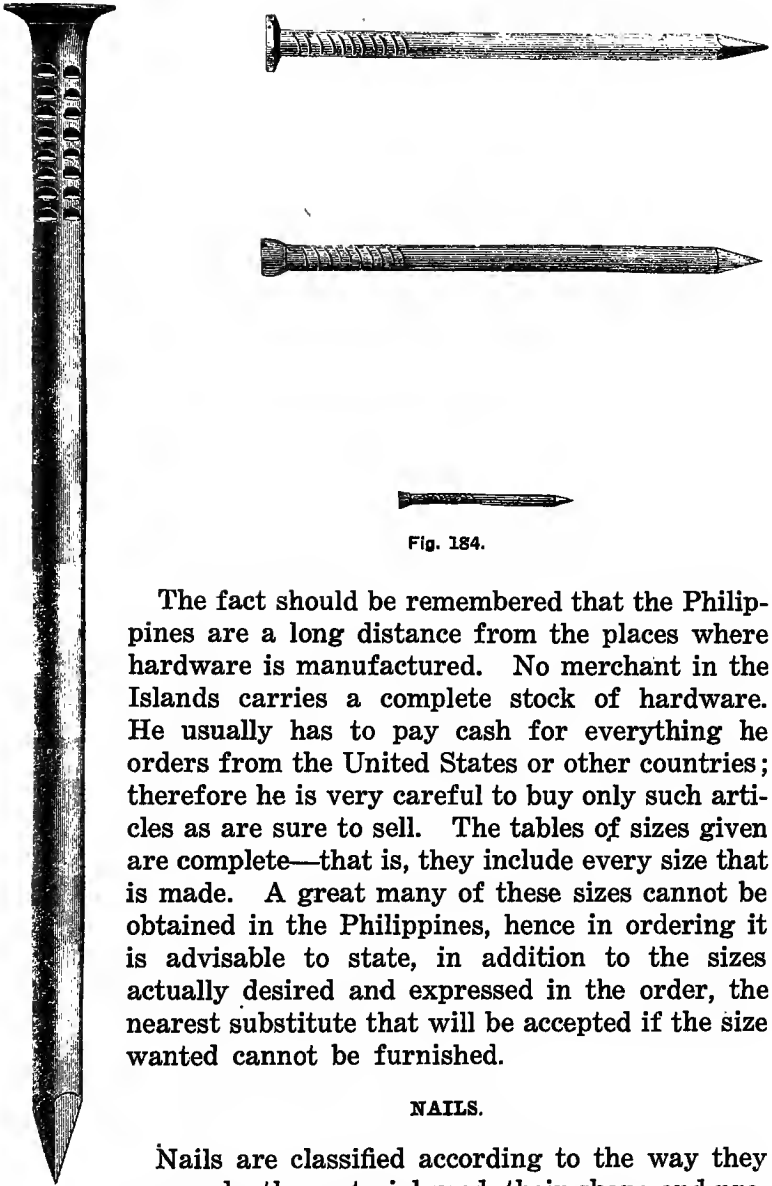 Fig. 184.
The fact should be remembered that the Philip-
pines are a long distance from the places where
hardware is manufactured. No merchant in the
Islands carries a complete stock of hardware.
He usually has to pay cash for everything he
orders from the United States or other countries;
therefore he is very careful to buy only such arti-
cles as are sure to sell. The tables of sizes given
are complete—that is, they include every size that
is made. A great many of these sizes cannot be
obtained in the Philippines, hence in ordering it
is advisable to state, in addition to the sizes
actually desired and expressed in the order, the
nearest substitute that will be accepted if the size
wanted cannot be furnished.
NAILS.
Nails are classified according to the way they